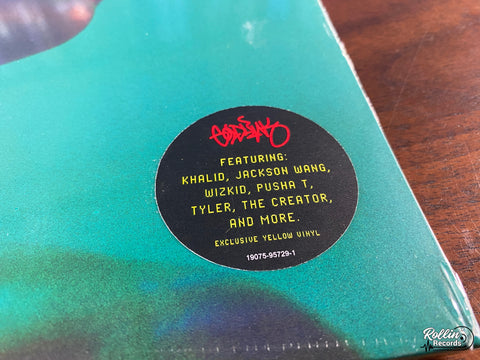 FEATURING:
KHALID, JACKSON WANG,
WIZKID, PUSHA T,
TYLER, THE CREATOR,
AND MORE.
EXCLUSIVE YELLOW VINYL
19075-95729-1
Rollin
Records